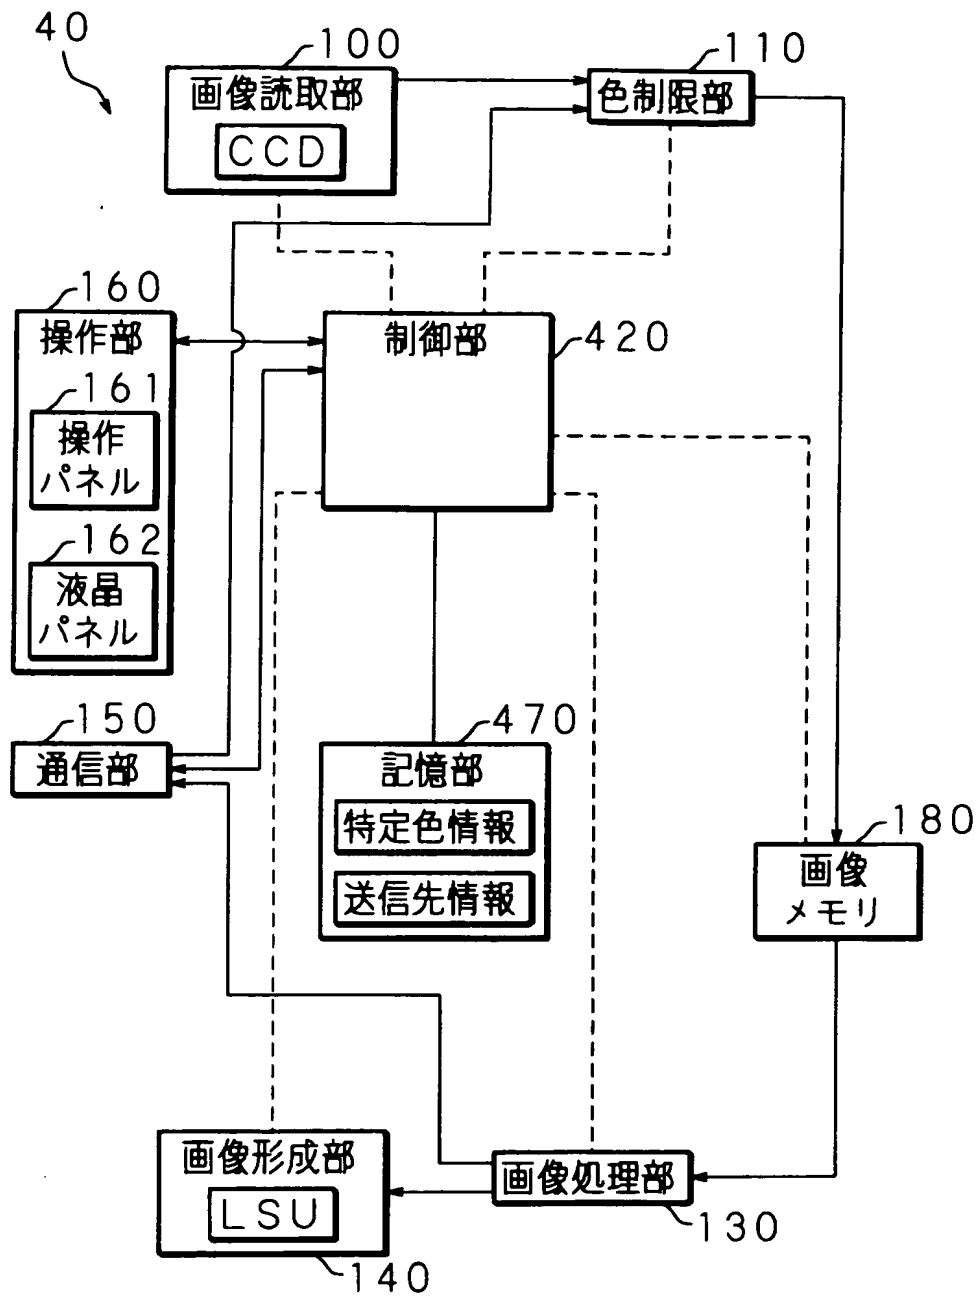 40
100
画像読取部
CCD
110
色制限部
160
操作部
161
操作
パネル
162
液晶
パネル
制御部
420
150
通信部
470
記憶部
特定色情報
送信先情報
180
画像
メモリ
画像形成部
LSU
140
画像処理部
130